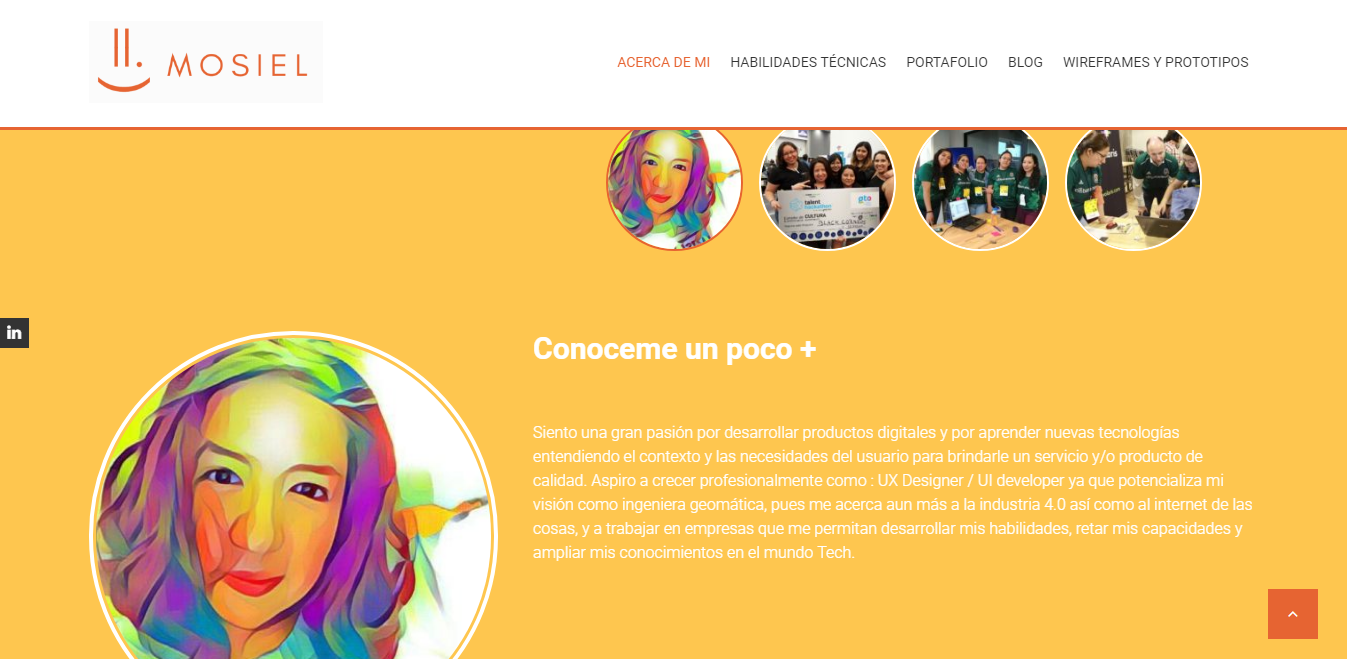 MOSIEL
ACERCA DE MI HABILIDADES TÉCNICAS PORTAFOLIO BLOG WIREFRAMES Y PROTOTIPOS
talent
hackathon
gta
CULTURA
in
Conoceme un poco +
Siento una gran pasión por desarrollar productos digitales y por aprender nuevas tecnologías
entendiendo el contexto y las necesidades del usuario para brindarle un servicio y/o producto de
calidad. Aspiro a crecer profesionalmente como : UX Designer / UI developer ya que potencializa mi
visión como ingeniera geomática, pues me acerca aun más a la industria 4.0 así como al internet de las
cosas, y a trabajar en empresas que me permitan desarrollar mis habilidades, retar mis capacidades y
ampliar mis conocimientos en el mundo Tech.